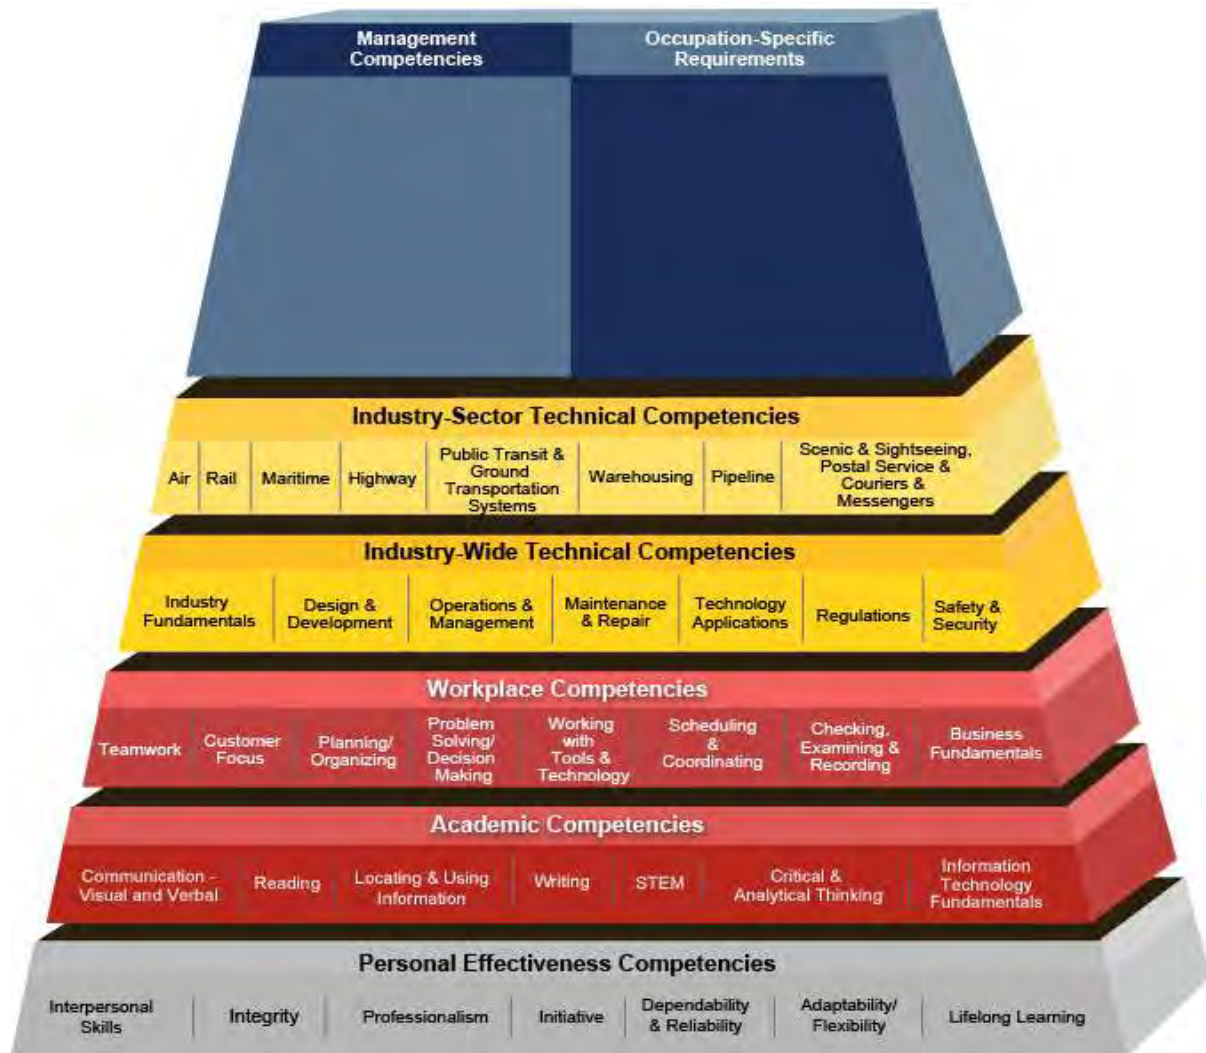 Management
Competencies
Occupation-Specific
Requirements
Industry-Sector Technical Competencies
Air
Rail
Maritime
Highway
Public Transit &
Ground
Transportation
Systems
Warehousing
Pipeline
Scenic & Sightseeing,
Postal Service &
Couriers &
Messengers
Industry-Wide Technical Competencies
Industry
Fundamentals
Design &
Development
Operations &
Management
Maintenance
& Repair
Technology
Applications
Regulations
Safety &
Security
Workplace Competencies
Teamwork
Customer
Focus
Planning/
Organizing
Problem
Solving/
Decision
Making
Working
with
Tools &
Technology
Scheduling
&
Coordinating
Checking,
Examining &
Recording
Business
Fundamentals
Academic Competencies
Communication -
Visual and Verbal
Reading
Locating & Using
Information
Writing
STEM
Critical &
Analytical Thinking
Information
Technology
Fundamentals
Personal Effectiveness Competencies
Interpersonal
Skills
Integrity
Professionalism
Initiative
Dependability
& Reliability
Adaptability/
Flexibility
Lifelong Learning